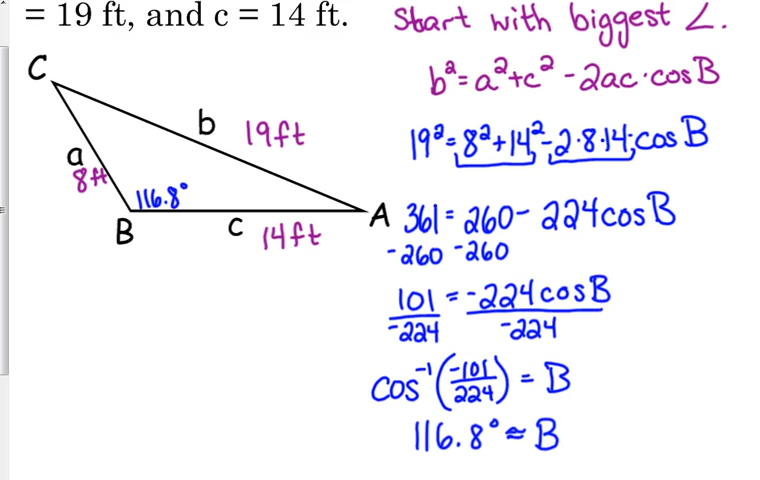 = 19 ft, and c = 14 ft.
Start with biggest ∠.
b² = a² + c² - 2ac·cosB
19² = 8² + 14² - 2·8·14·cosB
361 = 260 - 224cosB
-260 -260
101/-224 = -224cosB/-224
cos⁻¹(-101/224) = B
116.8° ≈ B
C
b 19ft
a
8ft
116.8°
B
c 14ft
A